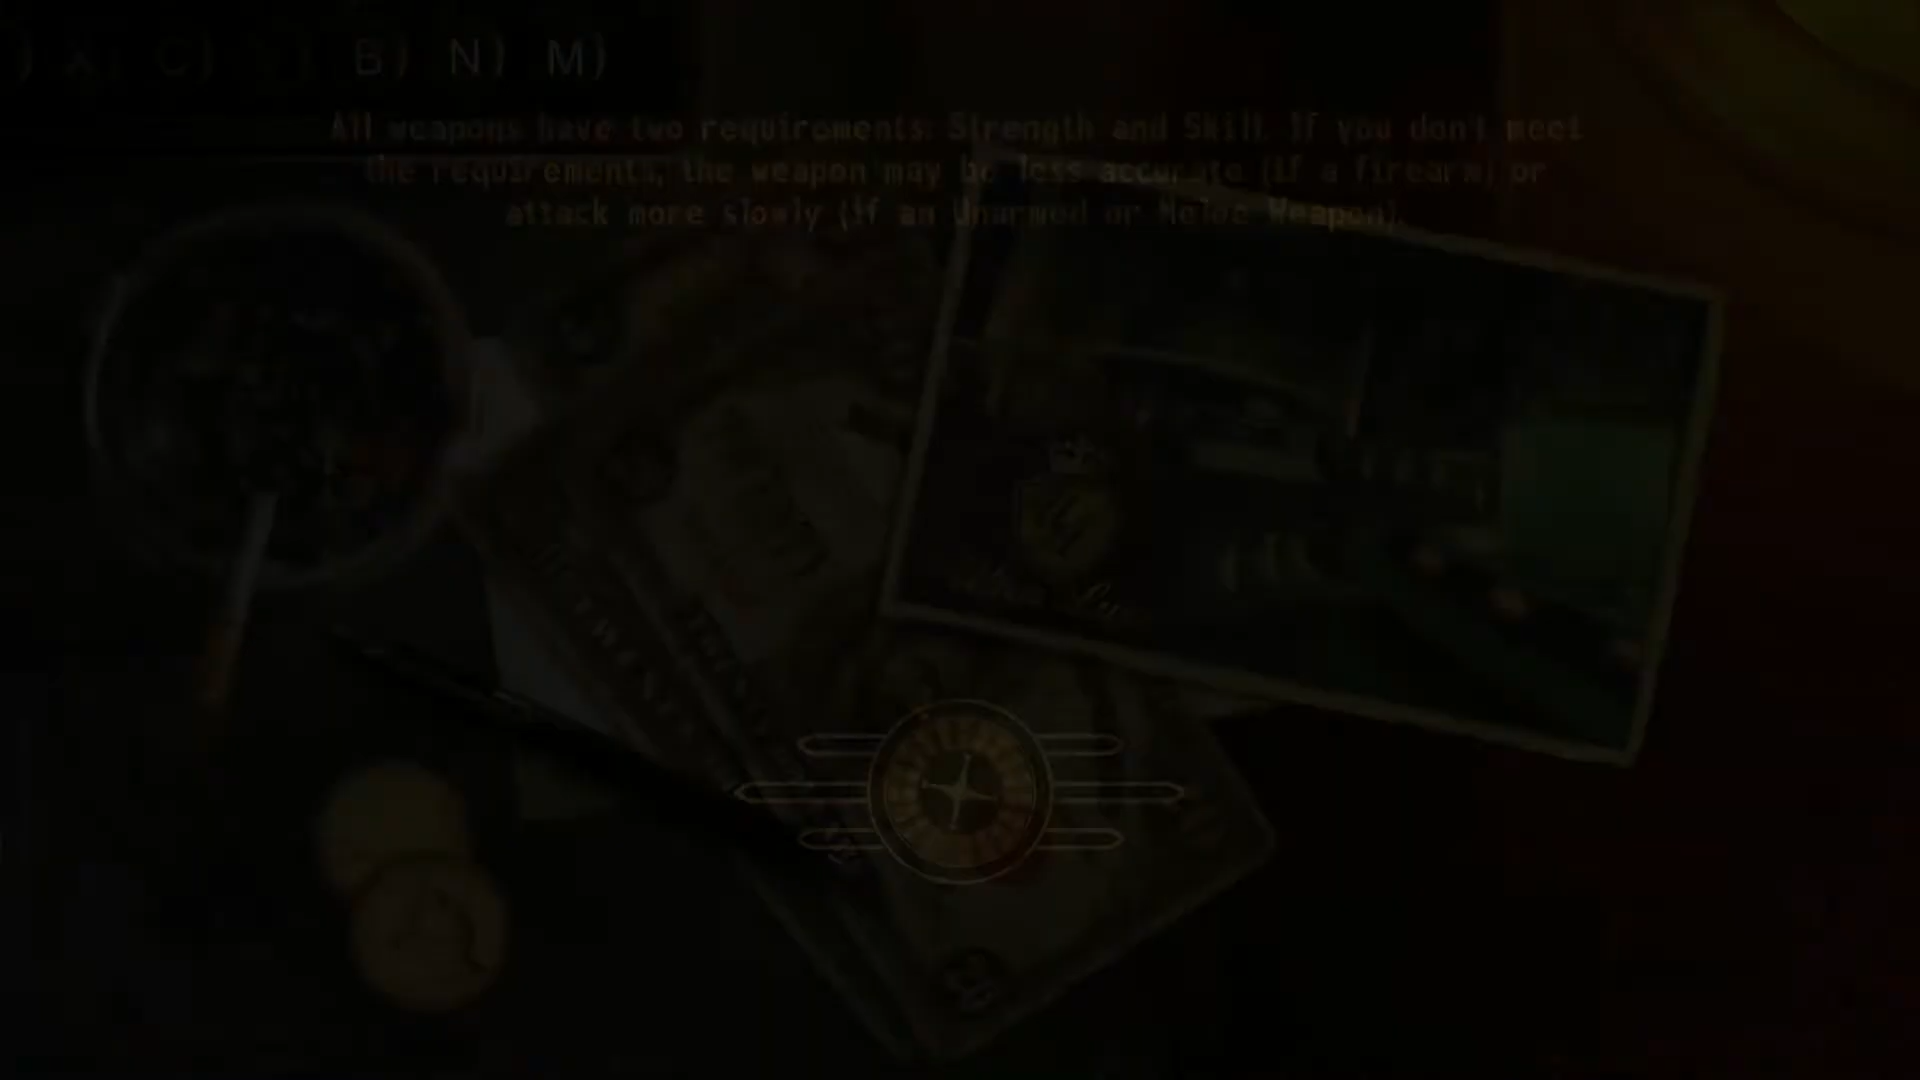 B) N) M)
All weapons have two requirements: Strength and Skill. If you don't meet
the requirements, the weapon may be less accurate (if a firearm) or
attack more slowly (if an Unarmed or Melee Weapon).
TWENTY